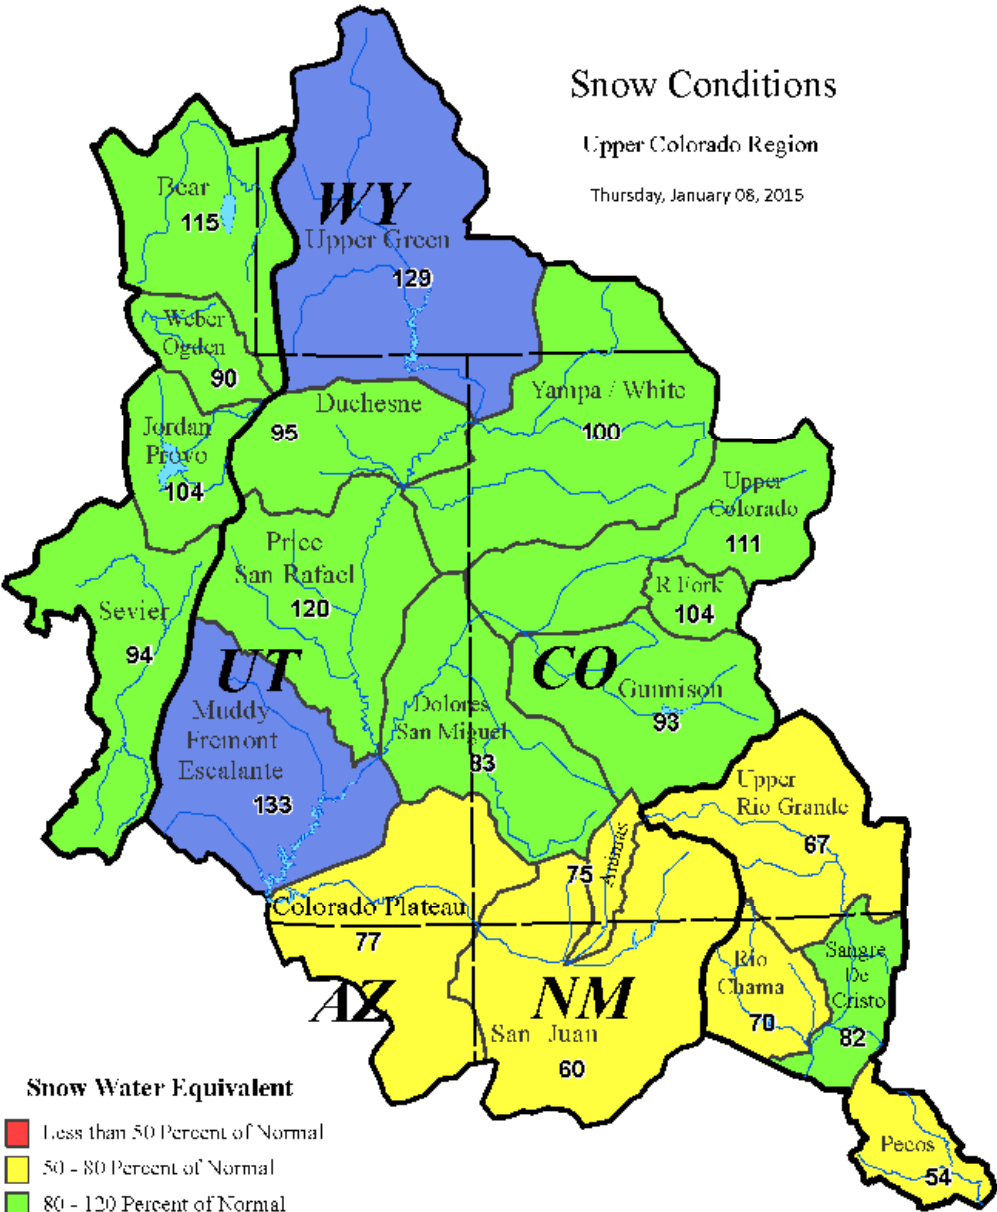 Snow Conditions
Upper Colorado Region
Thursday, January 08, 2015
Bear
115
WY
Upper Green
129
Weber
Ogden
90
Duchesne
95
Yampa / White
100
Jordan
Provo
104
Upper
Colorado
111
Price
San Rafael
120
R Fork
104
Sevier
94
UT
CO
Gunnison
93
Muddy
Fremont
Escalante
133
Dolores
San Miguel
83
Upper
Rio Grande
67
75
Animas
Colorado Plateau
77
AZ
NM
San Juan
60
Rio
Chama
70
Sangre
De
Cristo
82
Pecos
54
Snow Water Equivalent
Less than 50 Percent of Normal
50 - 80 Percent of Normal
80 - 120 Percent of Normal